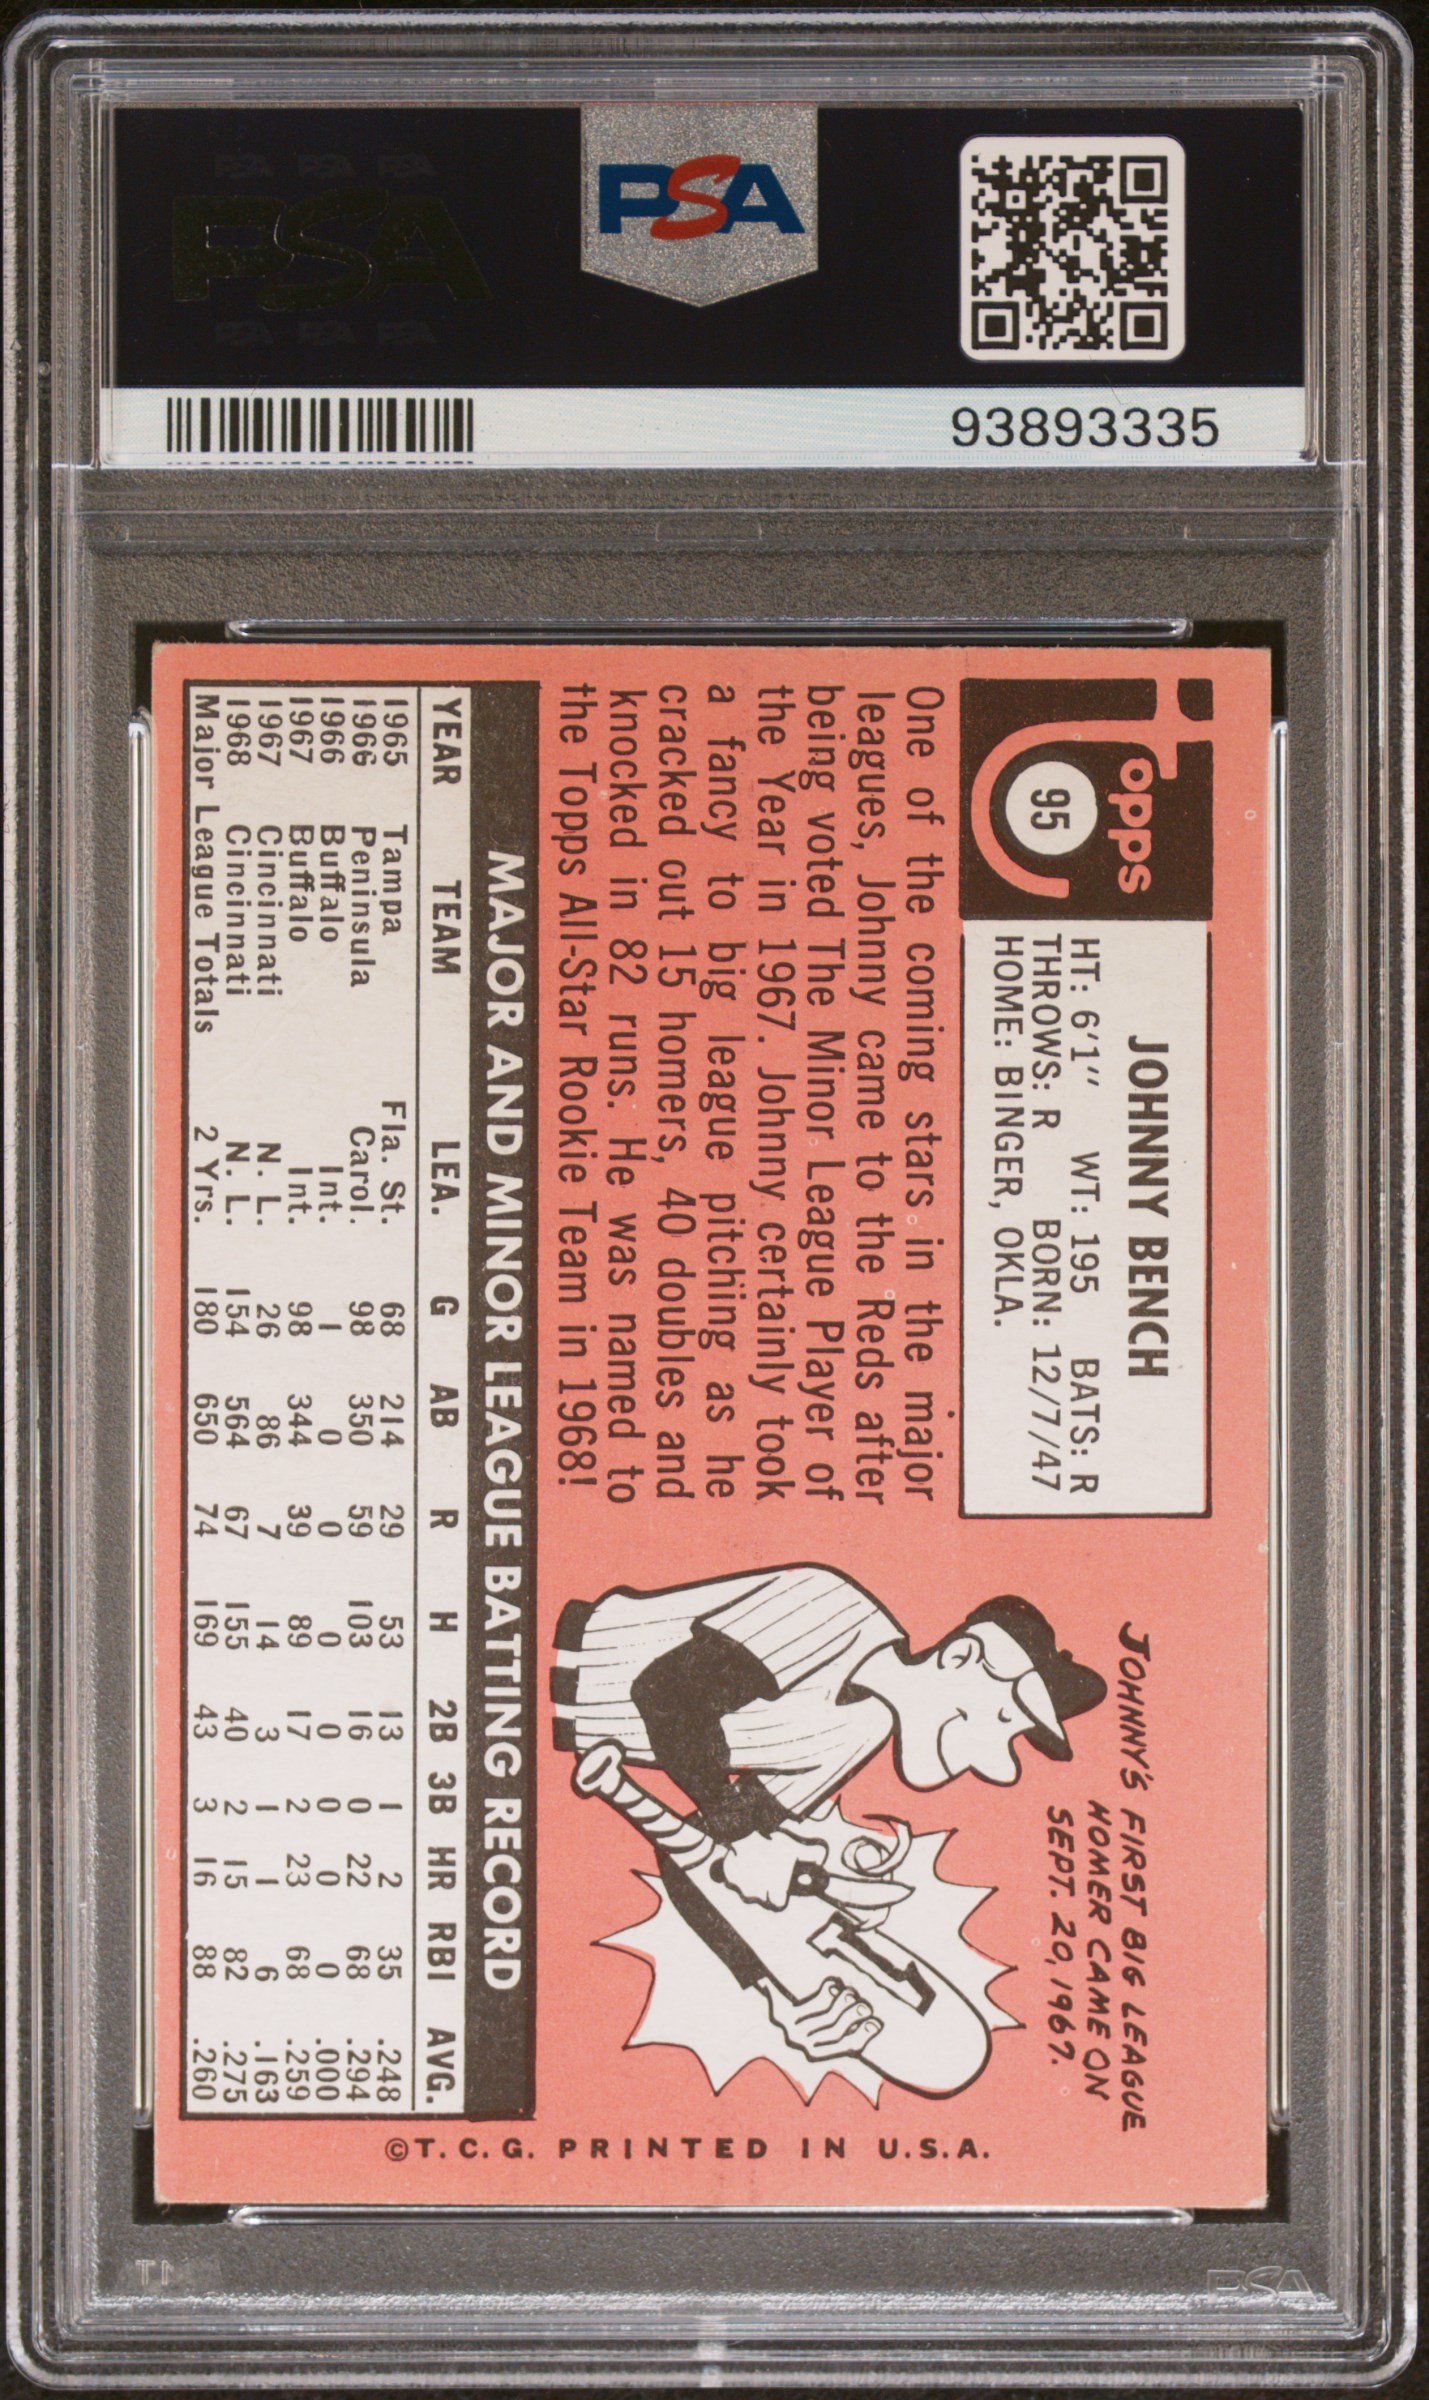 PSA PSA PSA
PSA
PSA PSA PSA
PSA
93893335
Topps
95
JOHNNY BENCH
HT: 6'1" WT: 195 BATS: R
THROWS: R BORN: 12/7/47
HOME: BINGER, OKLA.
One of the coming stars in the major
leagues, Johnny came to the Reds after
being voted The Minor League Player of
the Year in 1967. Johnny certainly took
a fancy to big league pitching as he
cracked out 15 homers, 40 doubles and
knocked in 82 runs. He was named to
the Topps All-Star Rookie Team in 1968!
JOHNNY'S FIRST BIG LEAGUE
HOMER CAME ON
SEPT. 20, 1967.
1
MAJOR AND MINOR LEAGUE BATTING RECORD
YEAR TEAM LEA. G AB R H 2B 3B HR RBI AVG.
1965 Tampa Fla. St. 68 214 29 53 13 1 2 35 .248
1966 Peninsula Carol. 98 350 59 103 16 0 22 68 .294
1966 Buffalo Int. 1 0 0 0 0 0 0 0 .000
1967 Buffalo Int. 98 344 39 89 17 2 23 68 .259
1967 Cincinnati N. L. 26 86 7 14 3 1 1 6 .163
1968 Cincinnati N. L. 154 564 67 155 40 2 15 82 .275
Major League Totals 2 Yrs. 180 650 74 169 43 3 16 88 .260
©T.C.G. PRINTED IN U.S.A.
PSA